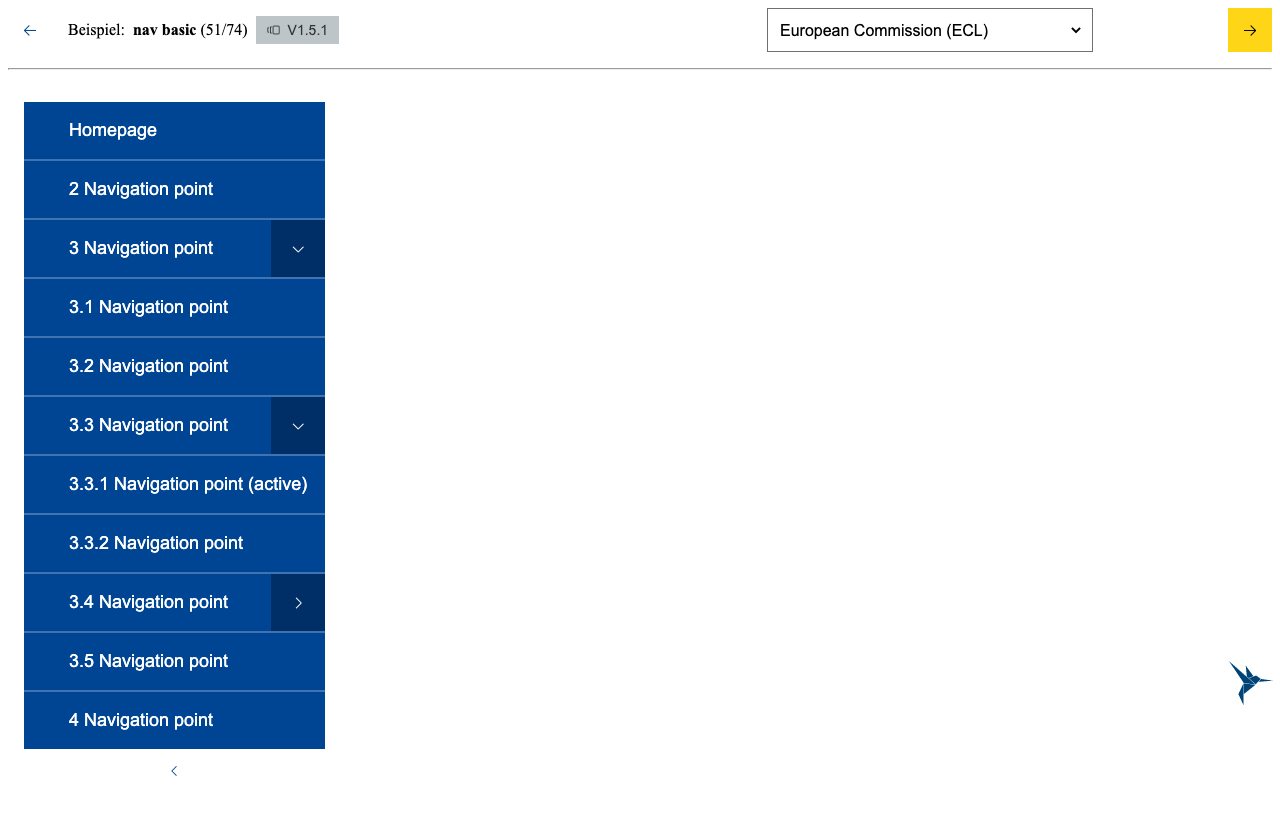 Beispiel: nav basic (51/74) V1.5.1 European Commission (ECL)
Homepage
2 Navigation point
3 Navigation point
3.1 Navigation point
3.2 Navigation point
3.3 Navigation point
3.3.1 Navigation point (active)
3.3.2 Navigation point
3.4 Navigation point
3.5 Navigation point
4 Navigation point